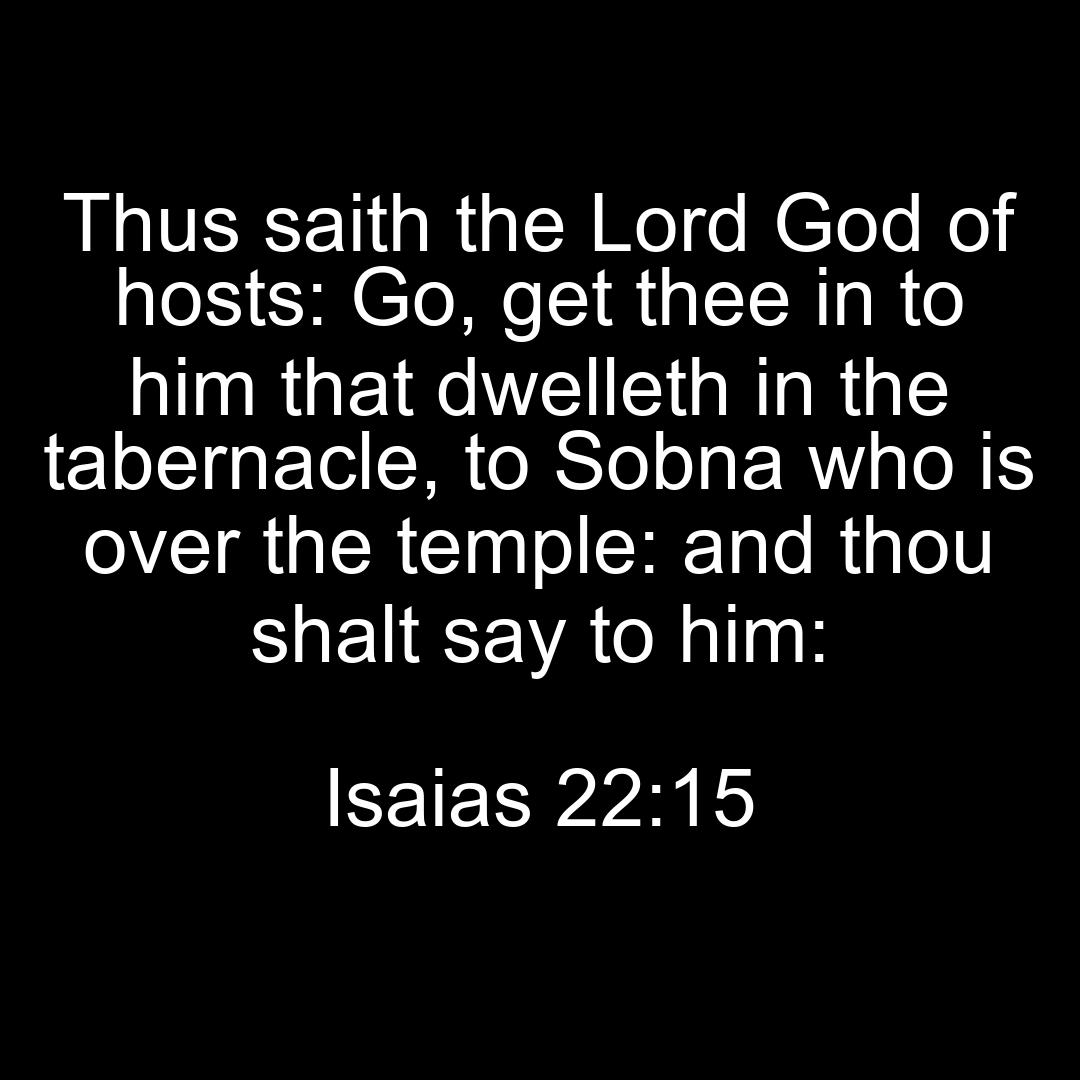 Thus saith the Lord God of
hosts: Go, get thee in to
him that dwelleth in the
tabernacle, to Sobna who is
over the temple: and thou
shalt say to him:
Isaias 22:15